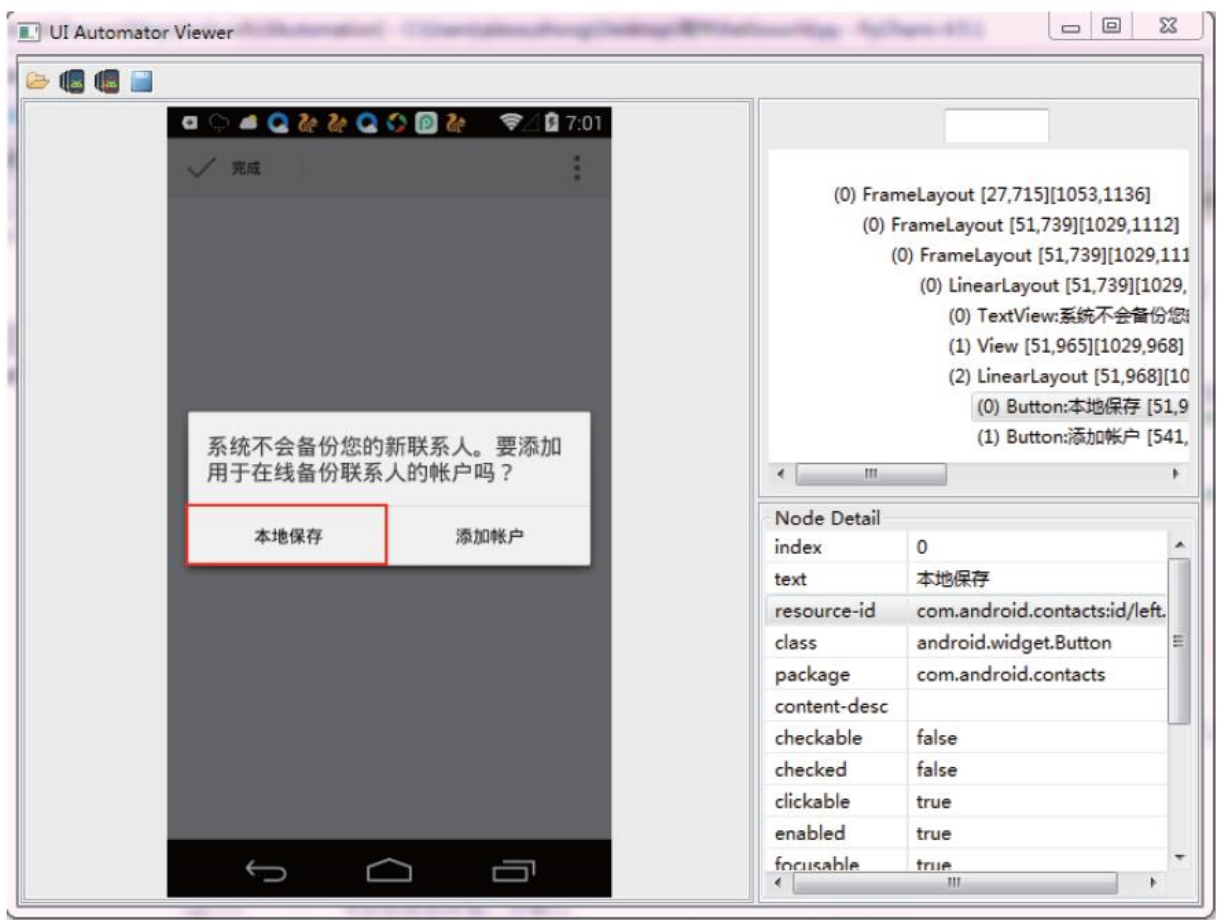 UI Automator Viewer
7:01
完成
系统不会备份您的新联系人。要添加
用于在线备份联系人的帐户吗？
本地保存
添加帐户
(0) FrameLayout [27,715][1053,1136]
(0) FrameLayout [51,739][1029,1112]
(0) FrameLayout [51,739][1029,111
(0) LinearLayout [51,739][1029,
(0) TextView:系统不会备份您
(1) View [51,965][1029,968]
(2) LinearLayout [51,968][10
(0) Button:本地保存 [51,9
(1) Button:添加帐户 [541,
Node Detail
index 0
text 本地保存
resource-id com.android.contacts:id/left.
class android.widget.Button
package com.android.contacts
content-desc
checkable false
checked false
clickable true
enabled true
focusable true